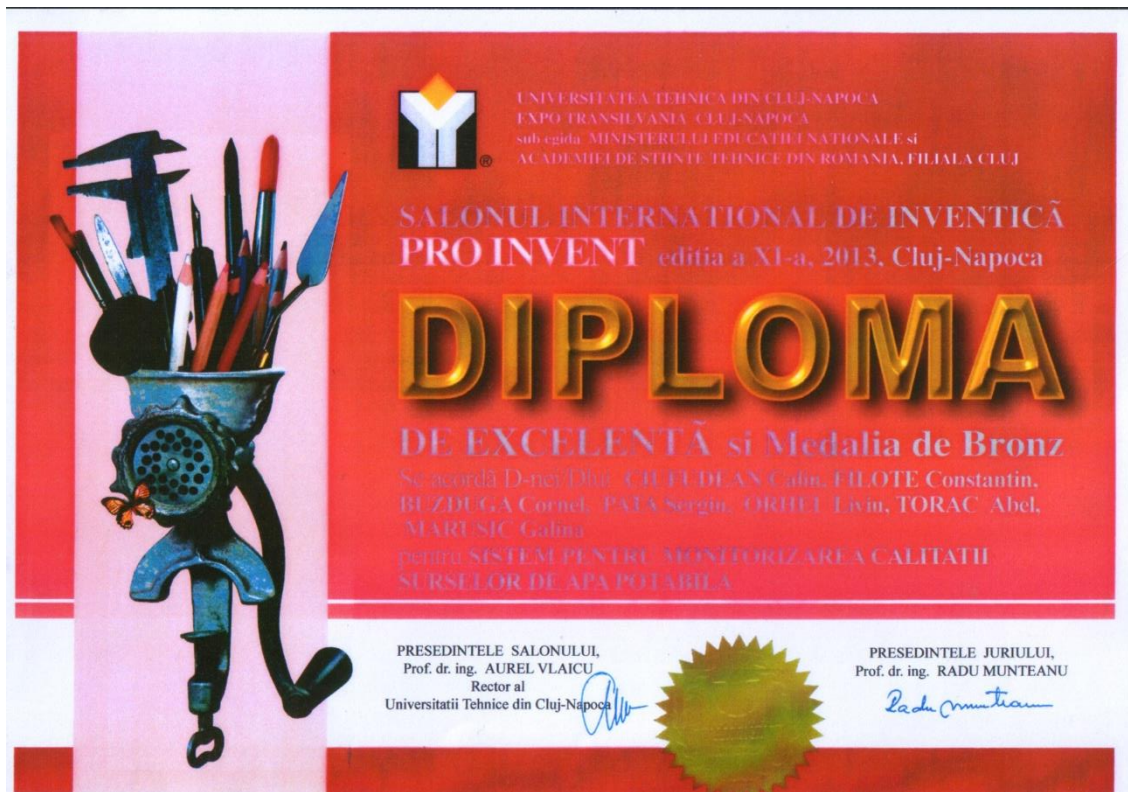 UNIVERSITATEA TEHNICA DIN CLUJ-NAPOCA
EXPO TRANSILVANIA CLUJ-NAPOCA
sub egida MINISTERULUI EDUCATIEI NATIONALE si
ACADEMIEI DE STIINTE TEHNICE DIN ROMANIA, FILIALA CLUJ
®
SALONUL INTERNATIONAL DE INVENTICÃ
PRO INVENT editia a XI-a, 2013, Cluj-Napoca
DIPLOMA
DE EXCELENTÃ si Medalia de Bronz
Se acordã D-nei/Dlui CIUFUDEAN Calin, FILOTE Constantin,
BUZDUGA Cornel, PATA Sergiu, ORHEI Liviu, TORAC Abel,
MARUSIC Galina
pentru SISTEM PENTRU MONITORIZAREA CALITATII
SURSELOR DE APA POTABILA
PRESEDINTELE SALONULUI,
Prof. dr. ing. AUREL VLAICU
Rector al
Universitatii Tehnice din Cluj-Napoca
PRESEDINTELE JURIULUI,
Prof. dr. ing. RADU MUNTEANU
Radu Munteanu